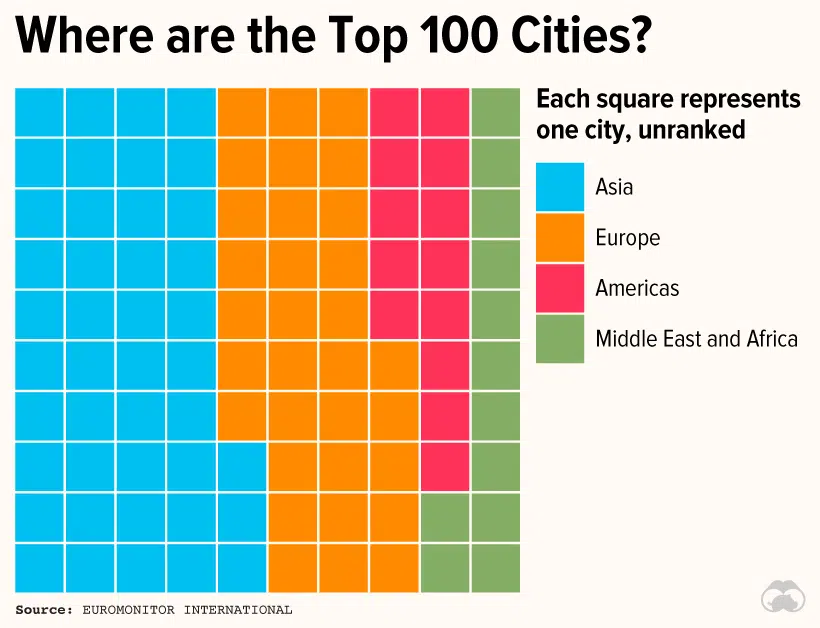 Where are the Top 100 Cities?
Each square represents
one city, unranked
Asia
Europe
Americas
Middle East and Africa
Source: EUROMONITOR INTERNATIONAL